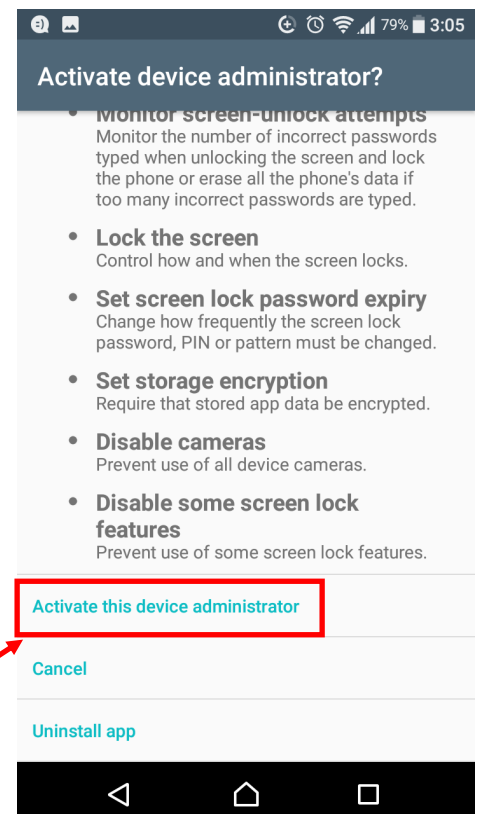 79% 3:05
Activate device administrator?
Monitor screen-unlock attempts
Monitor the number of incorrect passwords
typed when unlocking the screen and lock
the phone or erase all the phone's data if
too many incorrect passwords are typed.
Lock the screen
Control how and when the screen locks.
Set screen lock password expiry
Change how frequently the screen lock
password, PIN or pattern must be changed.
Set storage encryption
Require that stored app data be encrypted.
Disable cameras
Prevent use of all device cameras.
Disable some screen lock
features
Prevent use of some screen lock features.
Activate this device administrator
Cancel
Uninstall app